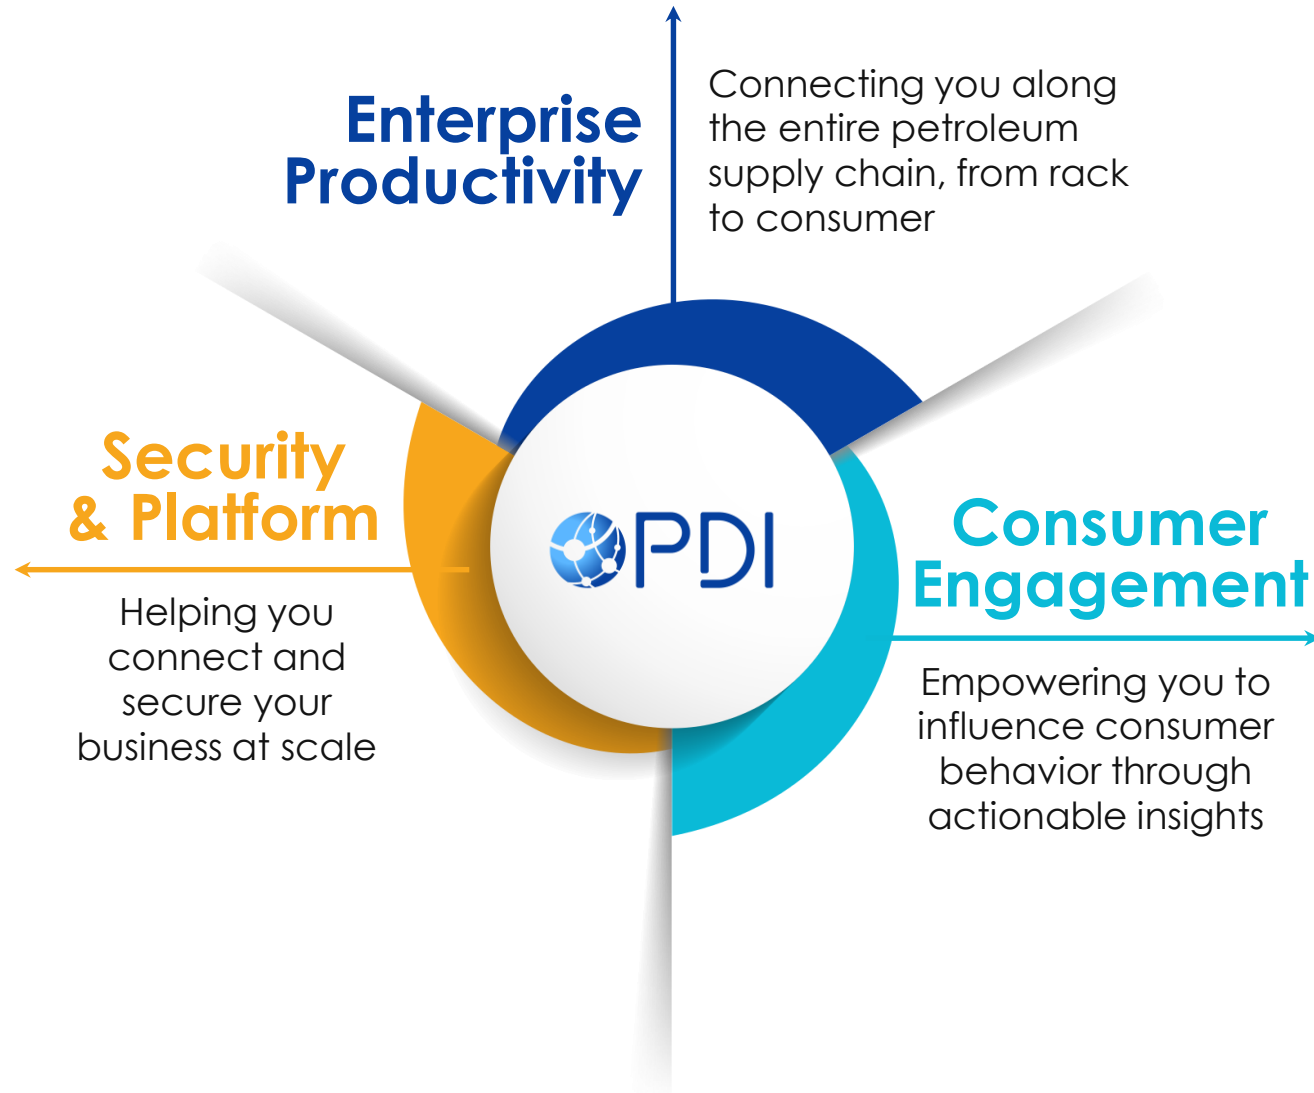 Enterprise
Productivity
Connecting you along
the entire petroleum
supply chain, from rack
to consumer
Security
& Platform
Helping you
connect and
secure your
business at scale
PDI
Consumer
Engagement
Empowering you to
influence consumer
behavior through
actionable insights